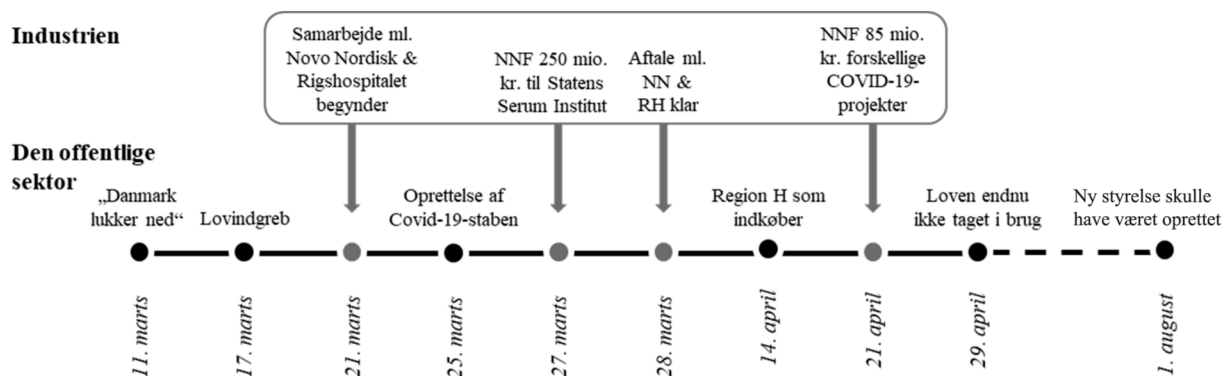 Industrien
Samarbejde ml.
Novo Nordisk &
Rigshospitalet
begynder
NNF 250 mio.
kr. til Statens
Serum Institut
Aftale ml.
NN &
RH klar
NNF 85 mio.
kr. forskellige
COVID-19-
projekter
Den offentlige
sektor
„Danmark
lukker ned“
Lovindgreb
Oprettelse af
Covid-19-staben
Region H som
indkøber
Loven endnu
ikke taget i brug
Ny styrelse skulle
have været oprettet
11. marts
17. marts
21. marts
25. marts
27. marts
28. marts
14. april
21. april
29. april
1. august